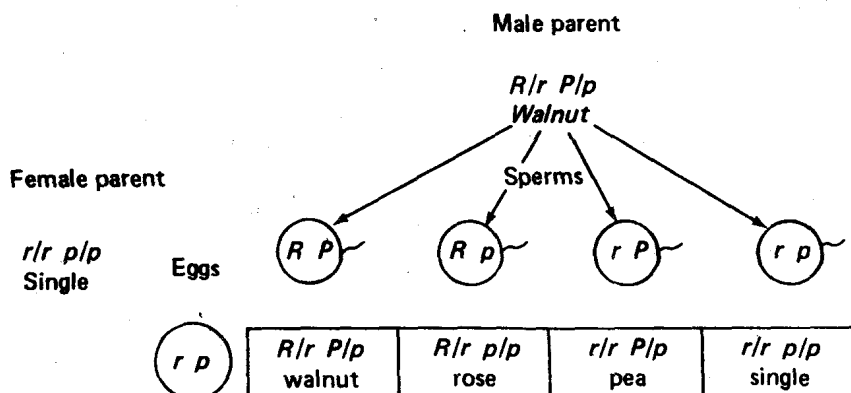 Male parent
R/r P/p
Walnut
Female parent
Sperms
r/r p/p
Single
Eggs
R P
R p
r P
r p
r p
R/r P/p
R/r p/p
r/r P/p
r/r p/p
walnut
rose
pea
single